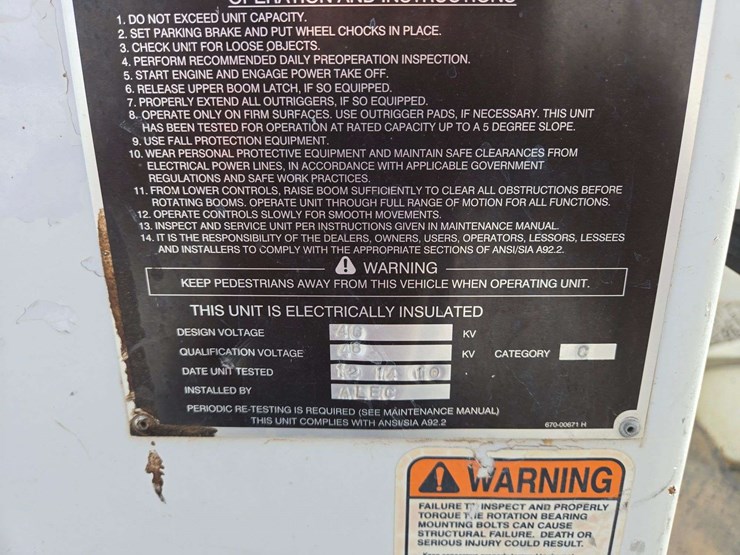 OPERATION AND INSTRUCTIONS
1. DO NOT EXCEED UNIT CAPACITY.
2. SET PARKING BRAKE AND PUT WHEEL CHOCKS IN PLACE.
3. CHECK UNIT FOR LOOSE OBJECTS.
4. PERFORM RECOMMENDED DAILY PREOPERATION INSPECTION.
5. START ENGINE AND ENGAGE POWER TAKE OFF.
6. RELEASE UPPER BOOM LATCH, IF SO EQUIPPED.
7. PROPERLY EXTEND ALL OUTRIGGERS, IF SO EQUIPPED.
8. OPERATE ONLY ON FIRM SURFACES. USE OUTRIGGER PADS, IF NECESSARY. THIS UNIT
HAS BEEN TESTED FOR OPERATION AT RATED CAPACITY UP TO A 5 DEGREE SLOPE.
9. USE FALL PROTECTION EQUIPMENT.
10. WEAR PERSONAL PROTECTIVE EQUIPMENT AND MAINTAIN SAFE CLEARANCES FROM
ELECTRICAL POWER LINES, IN ACCORDANCE WITH APPLICABLE GOVERNMENT
REGULATIONS AND SAFE WORK PRACTICES.
11. FROM LOWER CONTROLS, RAISE BOOM SUFFICIENTLY TO CLEAR ALL OBSTRUCTIONS BEFORE
ROTATING BOOMS. OPERATE UNIT THROUGH FULL RANGE OF MOTION FOR ALL FUNCTIONS.
12. OPERATE CONTROLS SLOWLY FOR SMOOTH MOVEMENTS.
13. INSPECT AND SERVICE UNIT PER INSTRUCTIONS GIVEN IN MAINTENANCE MANUAL.
14. IT IS THE RESPONSIBILITY OF THE DEALERS, OWNERS, USERS, OPERATORS, LESSORS, LESSEES
AND INSTALLERS TO COMPLY WITH THE APPROPRIATE SECTIONS OF ANSI/SIA A92.2.
WARNING
KEEP PEDESTRIANS AWAY FROM THIS VEHICLE WHEN OPERATING UNIT.
THIS UNIT IS ELECTRICALLY INSULATED
DESIGN VOLTAGE 46 KV
QUALIFICATION VOLTAGE 46 KV CATEGORY C
DATE UNIT TESTED 12 14 10
INSTALLED BY ALEC
PERIODIC RE-TESTING IS REQUIRED (SEE MAINTENANCE MANUAL)
THIS UNIT COMPLIES WITH ANSI/SIA A92.2
670-00671 H
WARNING
FAILURE T INSPECT AND PROPERLY
TORQUE T E ROTATION BEARING
MOUNTING BOLTS CAN CAUSE
STRUCTURAL FAILURE. DEATH OR
SERIOUS INJURY COULD RESULT.